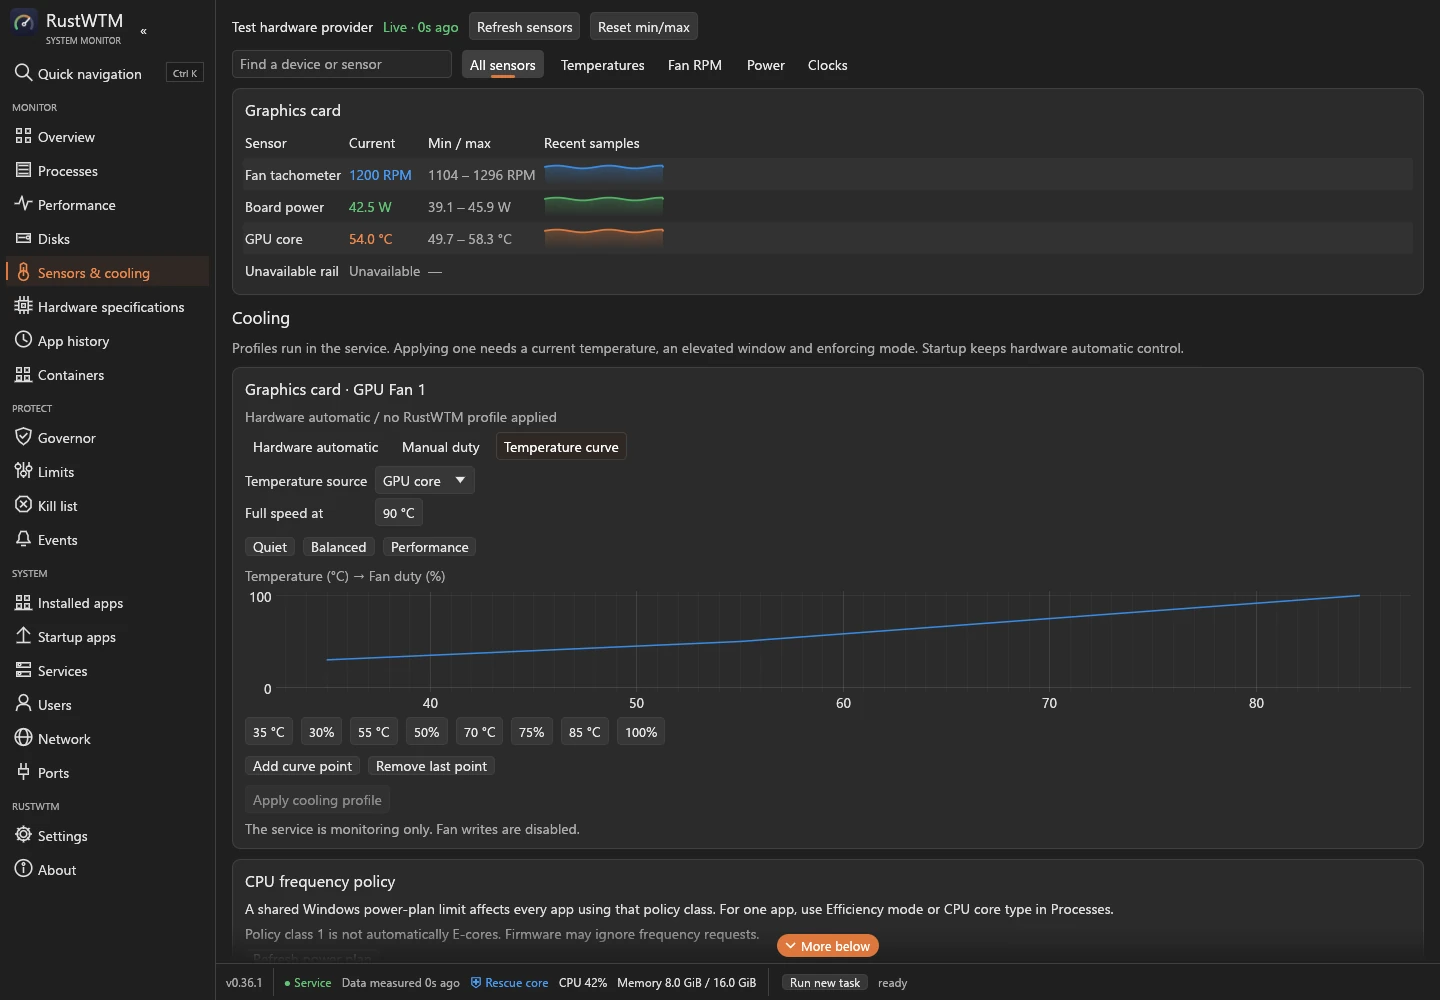 RustWTM
SYSTEM MONITOR
«
Quick navigation Ctrl K
MONITOR
Overview
Processes
Performance
Disks
Sensors & cooling
Hardware specifications
App history
Containers
PROTECT
Governor
Limits
Kill list
Events
SYSTEM
Installed apps
Startup apps
Services
Users
Network
Ports
RUSTWTM
Settings
About
Test hardware provider Live · 0s ago Refresh sensors Reset min/max
Find a device or sensor All sensors Temperatures Fan RPM Power Clocks
Graphics card
Sensor Current Min / max Recent samples
Fan tachometer 1200 RPM 1104 – 1296 RPM
Board power 42.5 W 39.1 – 45.9 W
GPU core 54.0 °C 49.7 – 58.3 °C
Unavailable rail Unavailable —
Cooling
Profiles run in the service. Applying one needs a current temperature, an elevated window and enforcing mode. Startup keeps hardware automatic control.
Graphics card · GPU Fan 1
Hardware automatic / no RustWTM profile applied
Hardware automatic Manual duty Temperature curve
Temperature source GPU core
Full speed at 90 °C
Quiet Balanced Performance
Temperature (°C) → Fan duty (%)
100
0
40 50 60 70 80
35 °C 30% 55 °C 50% 70 °C 75% 85 °C 100%
Add curve point Remove last point
Apply cooling profile
The service is monitoring only. Fan writes are disabled.
CPU frequency policy
A shared Windows power-plan limit affects every app using that policy class. For one app, use Efficiency mode or CPU core type in Processes.
Policy class 1 is not automatically E-cores. Firmware may ignore frequency requests.
More below
Refresh power plan
v0.36.1 Service Data measured 0s ago Rescue core CPU 42% Memory 8.0 GiB / 16.0 GiB Run new task ready